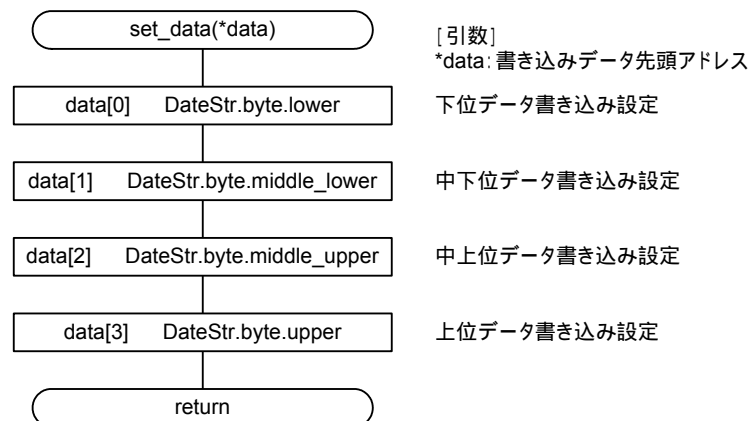 set_data(*data)
[引数]
*data: 書き込みデータ先頭アドレス
data[0] DateStr.byte.lower
下位データ書き込み設定
data[1] DateStr.byte.middle_lower
中下位データ書き込み設定
data[2] DateStr.byte.middle_upper
中上位データ書き込み設定
data[3] DateStr.byte.upper
上位データ書き込み設定
return